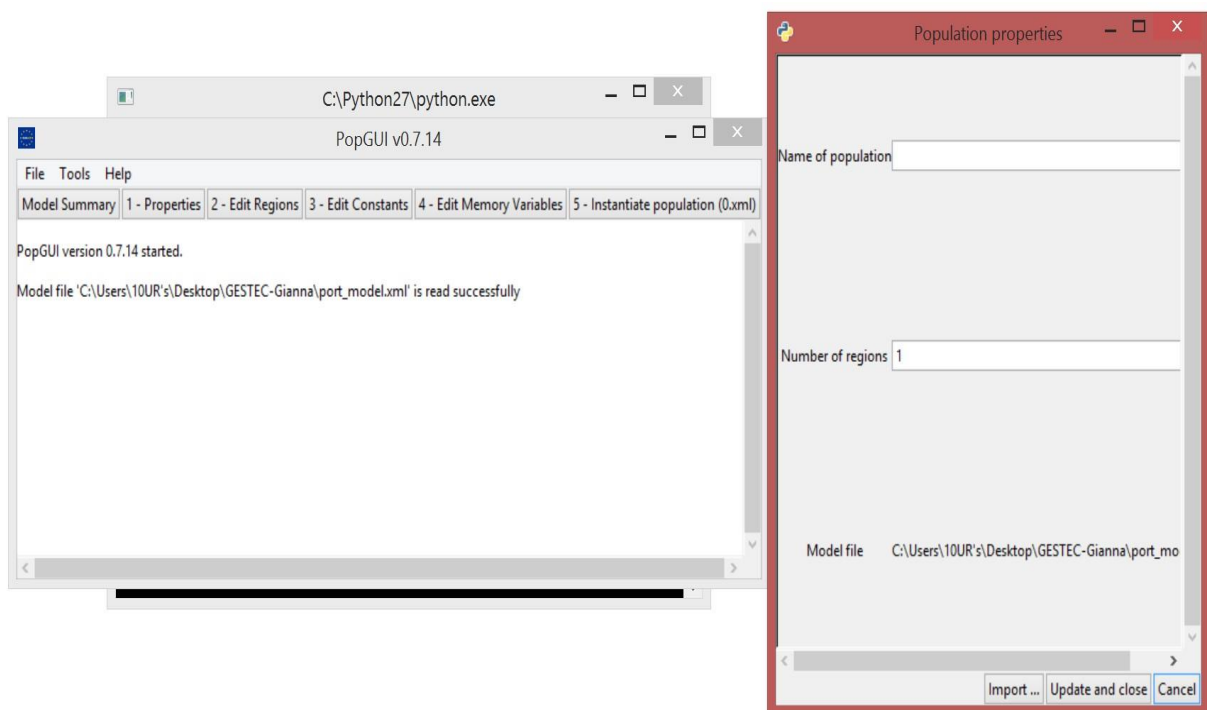 C:\Python27\python.exe
PopGUI v0.7.14
File Tools Help
Model Summary 1 - Properties 2 - Edit Regions 3 - Edit Constants 4 - Edit Memory Variables 5 - Instantiate population (0.xml)
PopGUI version 0.7.14 started.
Model file 'C:\Users\10UR's\Desktop\GESTEC-Gianna\port_model.xml' is read successfully
Population properties
Name of population
Number of regions 1
Model file C:\Users\10UR's\Desktop\GESTEC-Gianna\port_mo
Import ... Update and close Cancel